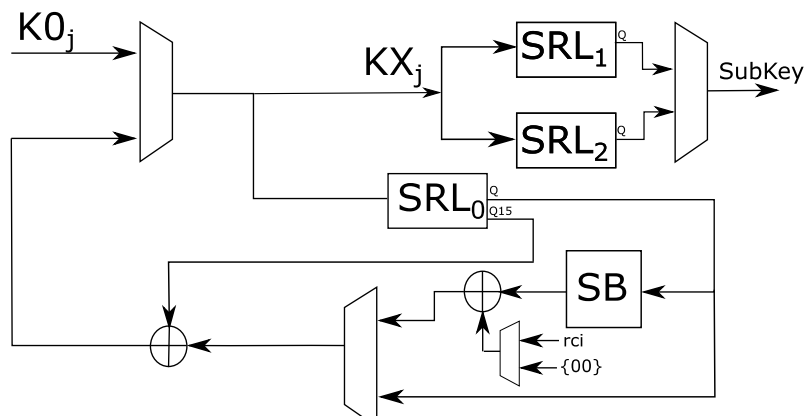 K0j
KXj
SRL1
Q
SRL2
Q
SubKey
SRL0
Q
Q15
SB
rci
{00}